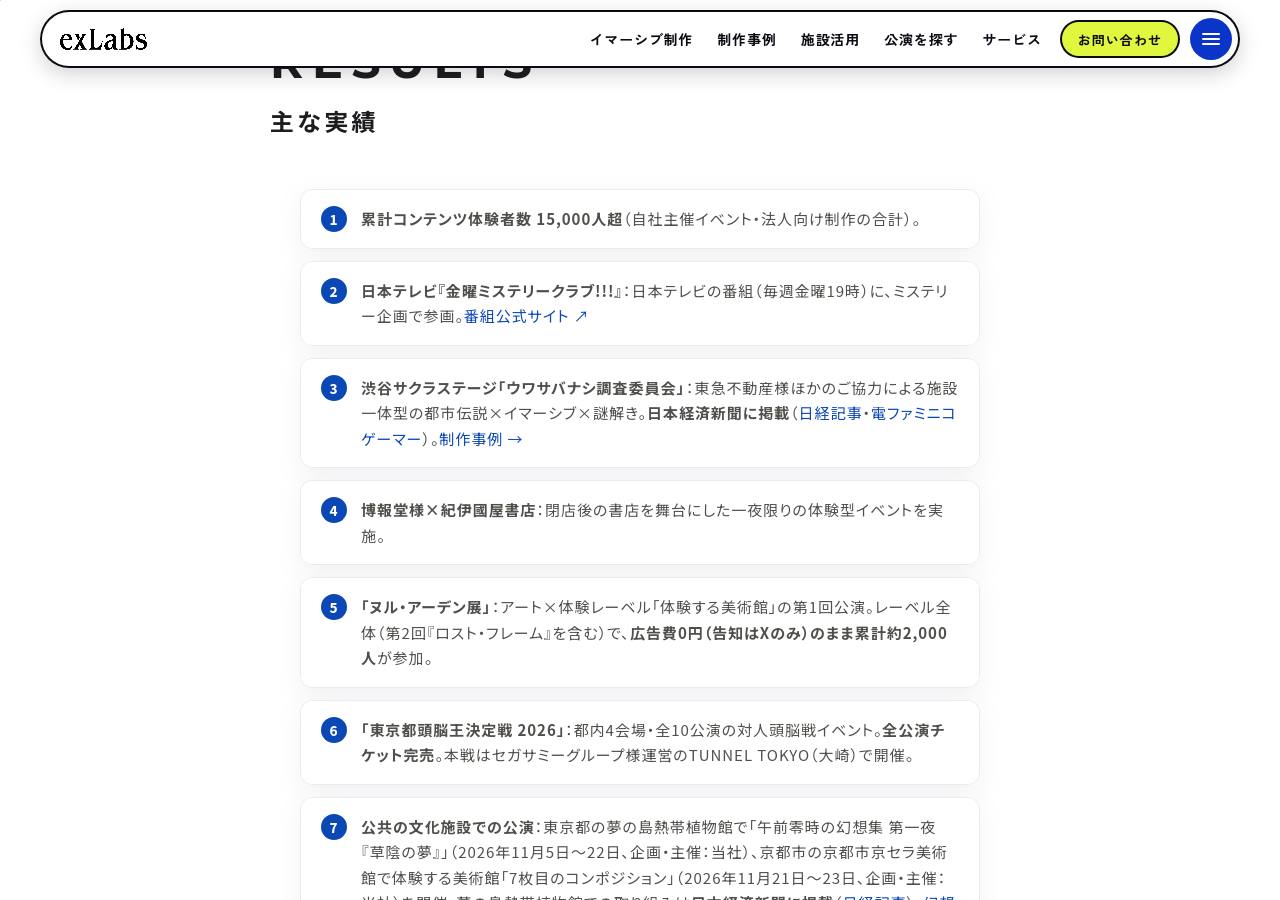 exLabs
イマーシブ制作 制作事例 施設活用 公演を探す サービス お問い合わせ
RESULTS
主な実績
1 累計コンテンツ体験者数 15,000人超（自社主催イベント・法人向け制作の合計）。
2 日本テレビ『金曜ミステリークラブ!!!』：日本テレビの番組（毎週金曜19時）に、ミステリ
ー企画で参画。番組公式サイト ↗
3 渋谷サクラステージ「ウワサバナシ調査委員会」：東急不動産様ほかのご協力による施設
一体型の都市伝説×イマーシブ×謎解き。日本経済新聞に掲載（日経記事・電ファミニコ
ゲーマー）。制作事例 →
4 博報堂様×紀伊國屋書店：閉店後の書店を舞台にした一夜限りの体験型イベントを実
施。
5 「ヌル・アーデン展」：アート×体験レーベル「体験する美術館」の第1回公演。レーベル全
体（第2回『ロスト・フレーム』を含む）で、広告費0円（告知はXのみ）のまま累計約2,000
人が参加。
6 「東京都頭脳王決定戦 2026」：都内4会場・全10公演の対人頭脳戦イベント。全公演チ
ケット完売。本戦はセガサミーグループ様運営のTUNNEL TOKYO（大崎）で開催。
7 公共の文化施設での公演：東京都の夢の島熱帯植物館で「午前零時の幻想集 第一夜
『草陰の夢』」（2026年11月5日〜22日、企画・主催：当社）、京都市の京都市京セラ美術
館で体験する美術館「7枚目のコンポジション」（2026年11月21日〜23日、企画・主催：